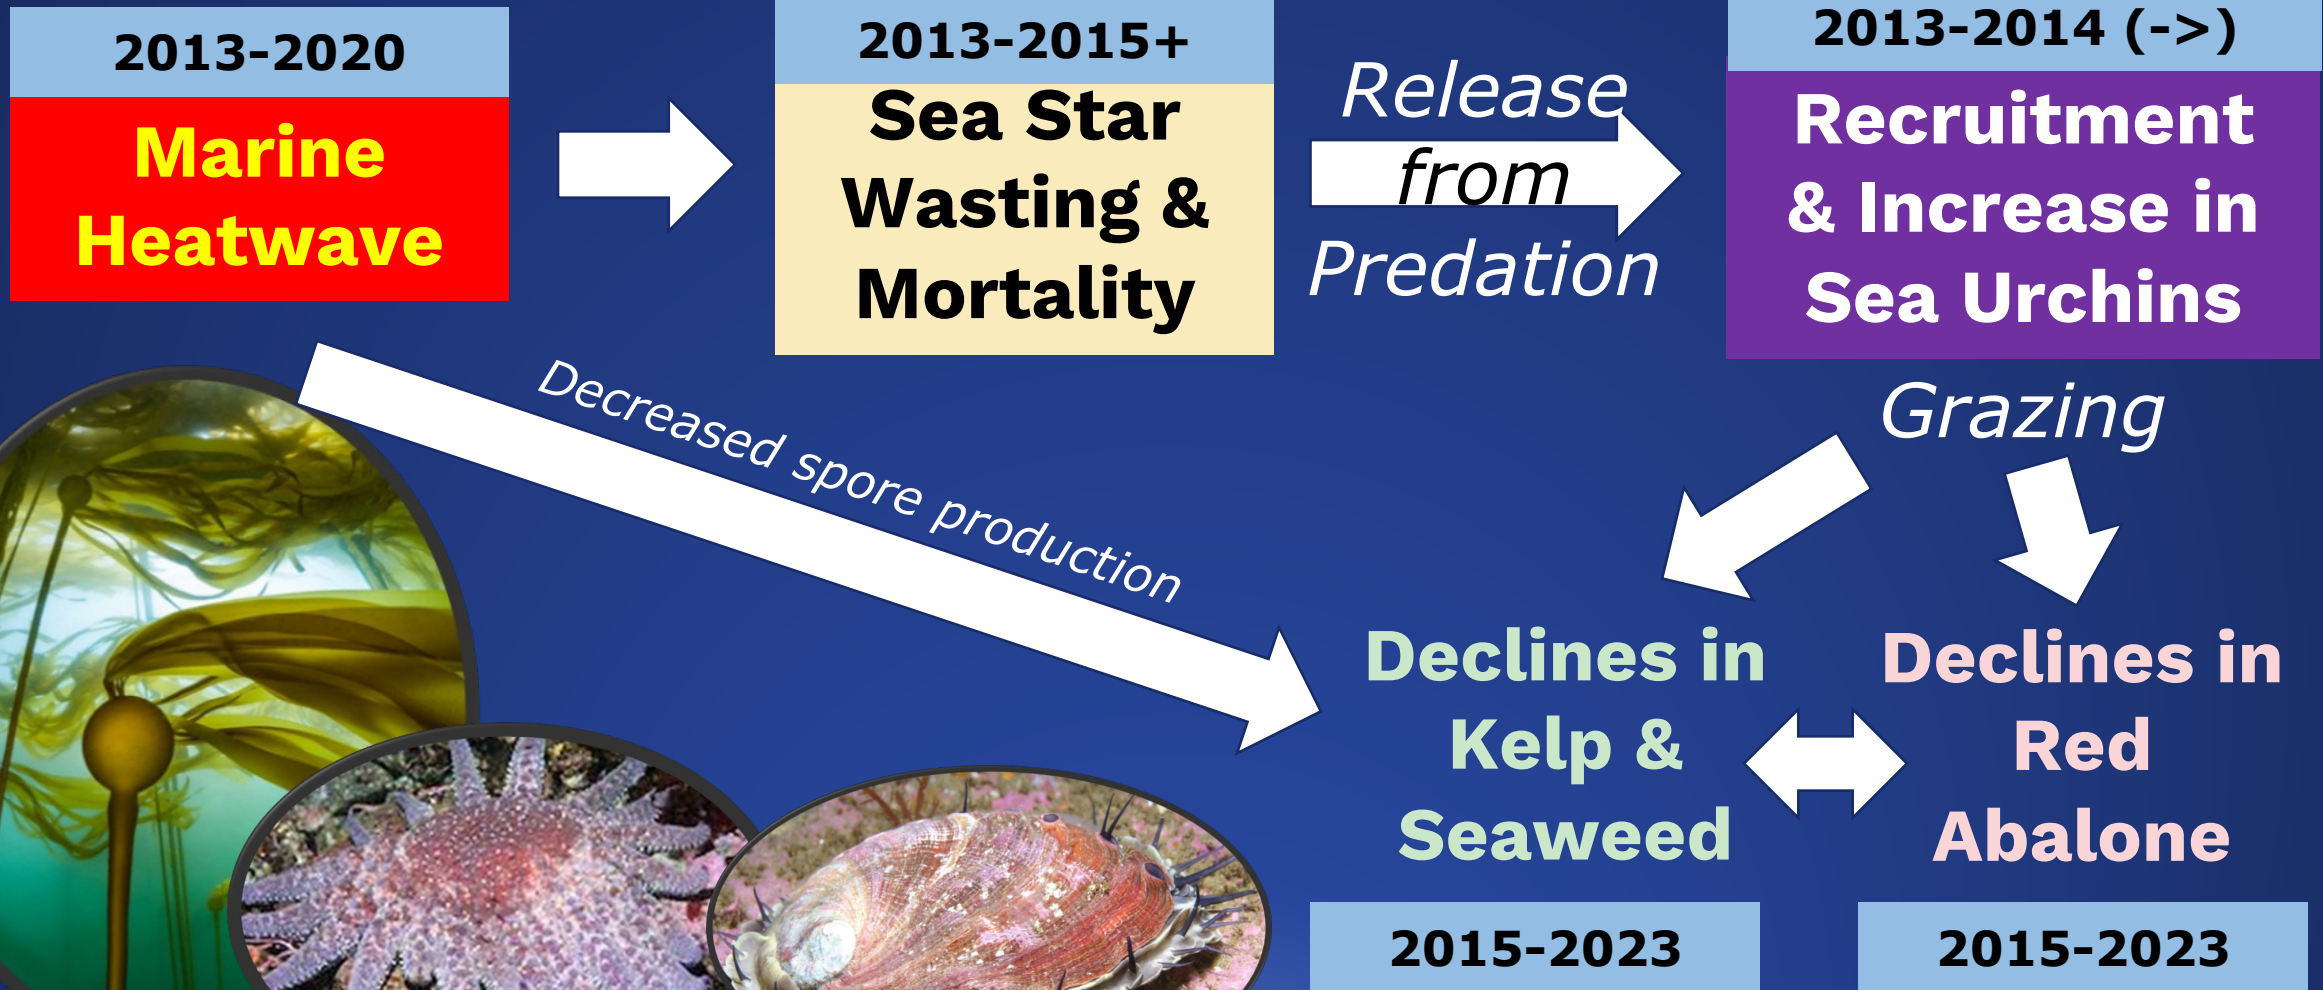 2013-2020
Marine
Heatwave
2013-2015+
Sea Star
Wasting &
Mortality
Release
from
Predation
2013-2014 (->)
Recruitment
& Increase in
Sea Urchins
Decreased spore production
Grazing
Declines in
Kelp &
Seaweed
2015-2023
Declines in
Red
Abalone
2015-2023